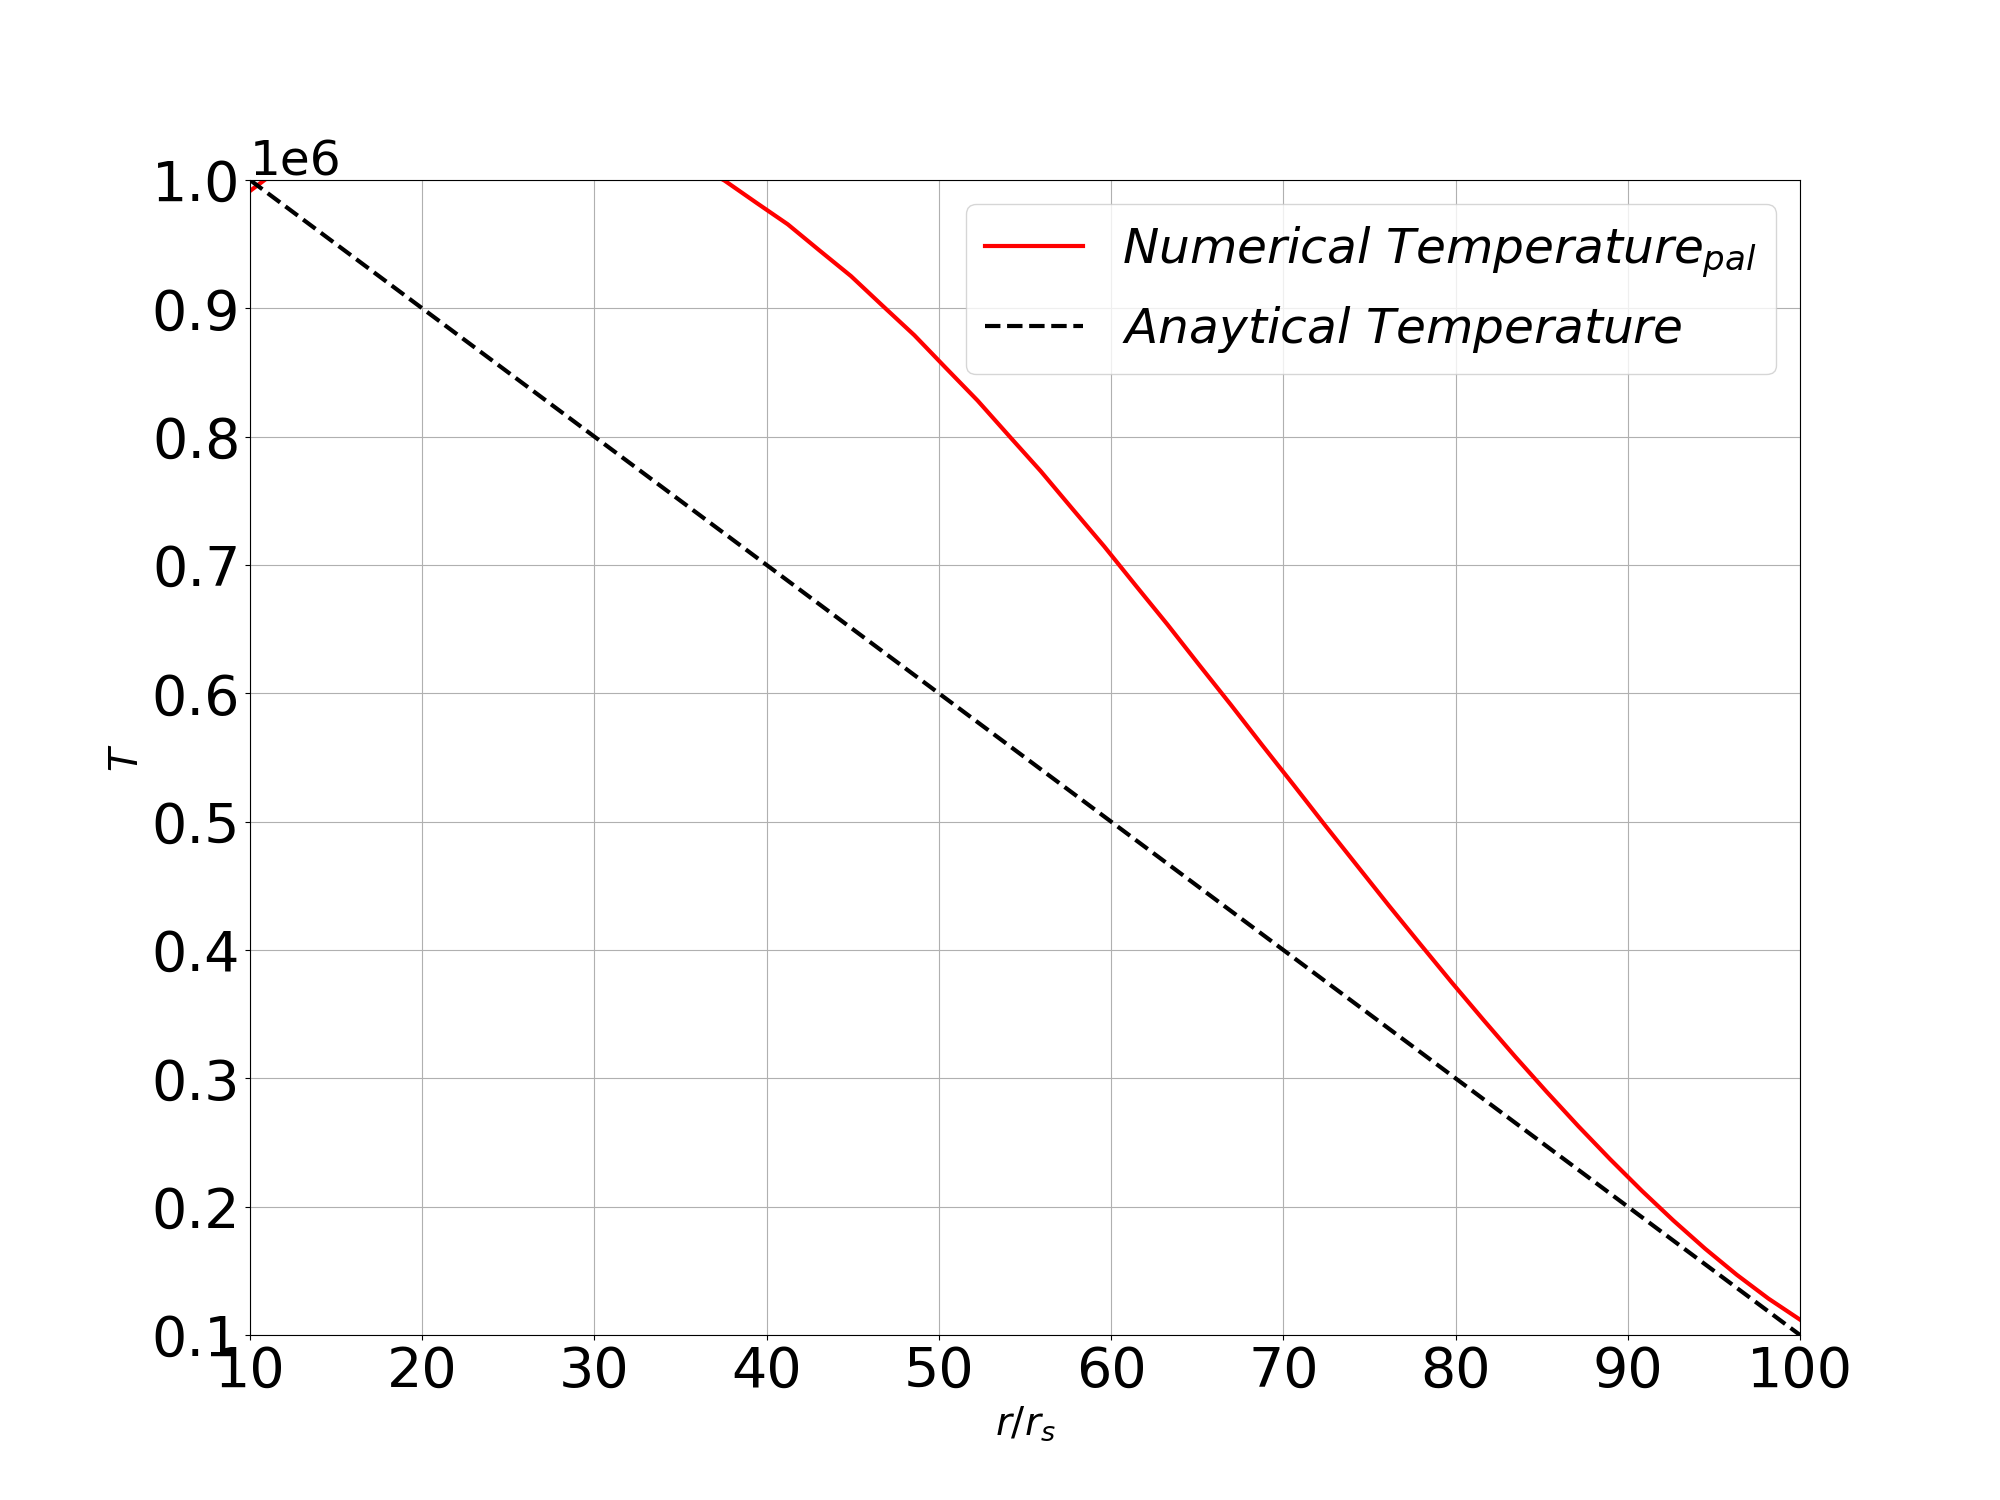 1e6
1.0
0.9
0.8
0.7
0.6
0.5
0.4
0.3
0.2
0.1
T
Numerical Temperature_pal
Anaytical Temperature
10 20 30 40 50 60 70 80 90 100
r/r_s